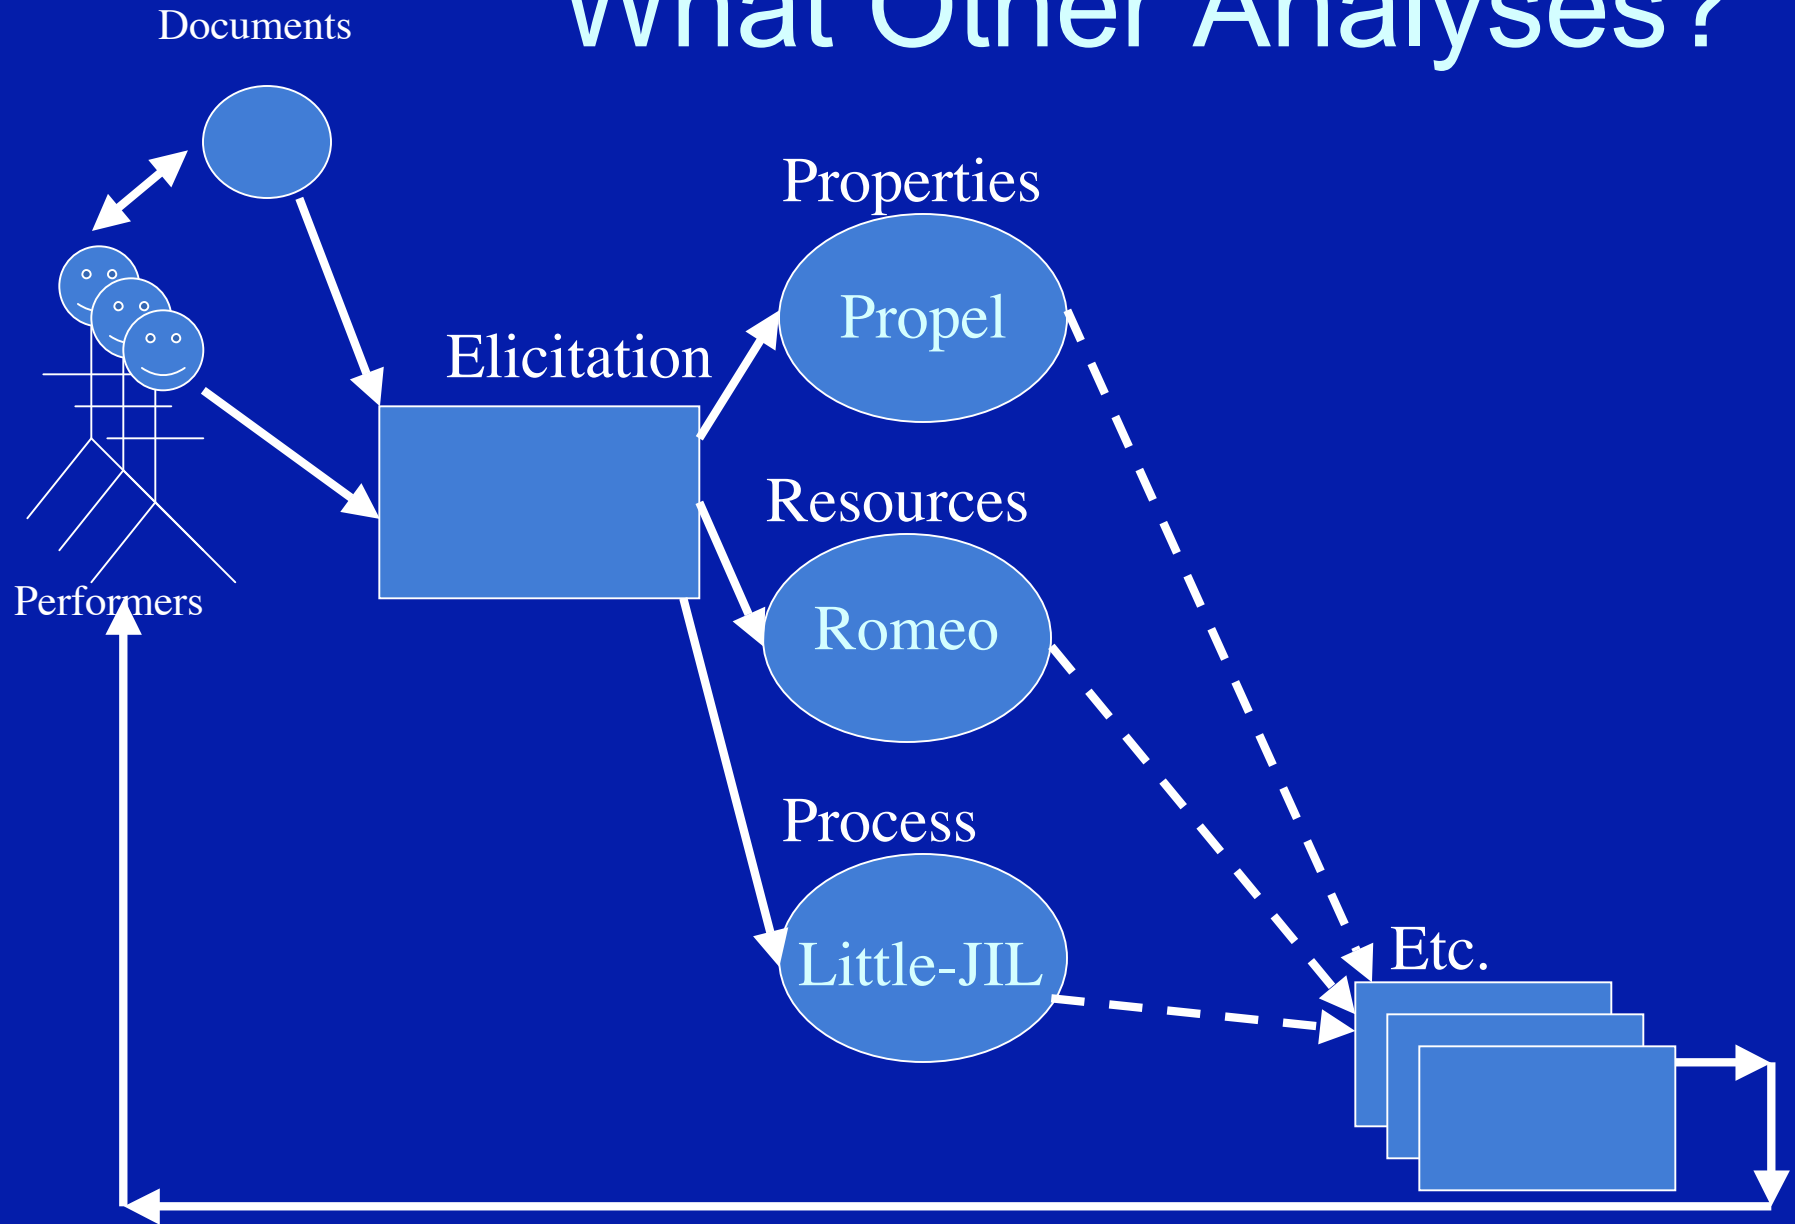 What Other Analyses?
Documents
Properties
Propel
Elicitation
Resources
Romeo
Performers
Process
Little-JIL
Etc.